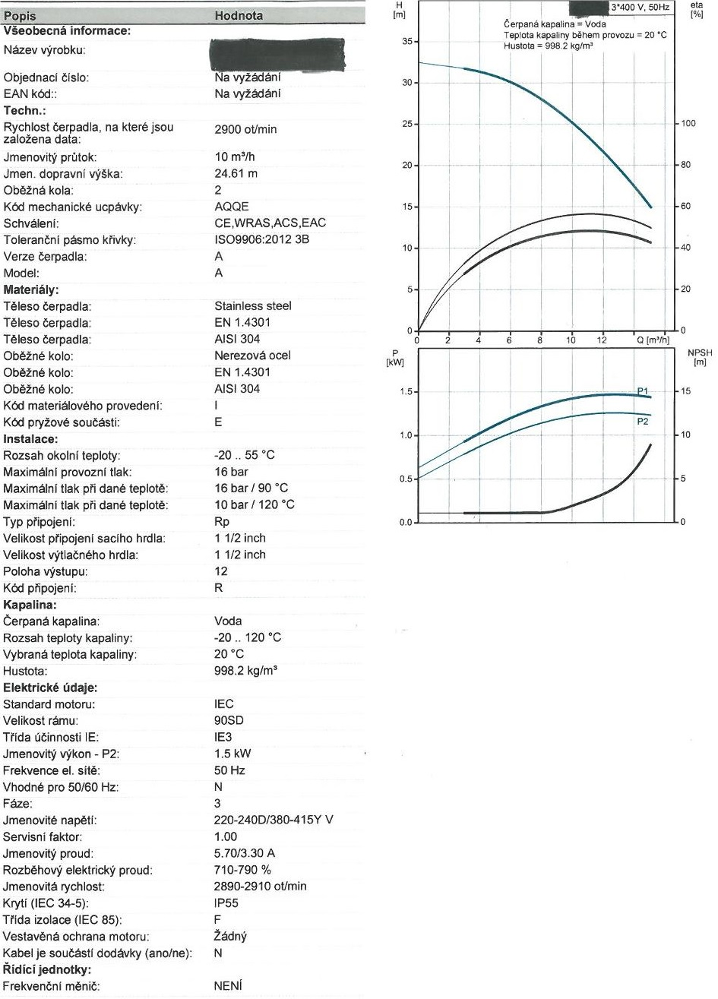 Popis Hodnota
Všeobecná informace:
Název výrobku:
Objednací číslo: Na vyžádání
EAN kód:: Na vyžádání
Techn.:
Rychlost čerpadla, na které jsou založena data: 2900 ot/min
Jmenovitý průtok: 10 m³/h
Jmen. dopravní výška: 24.61 m
Oběžná kola: 2
Kód mechanické ucpávky: AQQE
Schválení: CE,WRAS,ACS,EAC
Toleranční pásmo křivky: ISO9906:2012 3B
Verze čerpadla: A
Model: A
Materiály:
Těleso čerpadla: Stainless steel
Těleso čerpadla: EN 1.4301
Těleso čerpadla: AISI 304
Oběžné kolo: Nerezová ocel
Oběžné kolo: EN 1.4301
Oběžné kolo: AISI 304
Kód materiálového provedení: I
Kód pryžové součásti: E
Instalace:
Rozsah okolní teploty: -20 .. 55 °C
Maximální provozní tlak: 16 bar
Maximální tlak při dané teplotě: 16 bar / 90 °C
Maximální tlak při dané teplotě: 10 bar / 120 °C
Typ připojení: Rp
Velikost připojení sacího hrdla: 1 1/2 inch
Velikost výtlačného hrdla: 1 1/2 inch
Poloha výstupu: 12
Kód připojení: R
Kapalina:
Čerpaná kapalina: Voda
Rozsah teploty kapaliny: -20 .. 120 °C
Vybraná teplota kapaliny: 20 °C
Hustota: 998.2 kg/m³
Elektrické údaje:
Standard motoru: IEC
Velikost rámu: 90SD
Třída účinnosti IE: IE3
Jmenovitý výkon - P2: 1.5 kW
Frekvence el. sítě: 50 Hz
Vhodné pro 50/60 Hz: N
Fáze: 3
Jmenovité napětí: 220-240D/380-415Y V
Servisní faktor: 1.00
Jmenovitý proud: 5.70/3.30 A
Rozběhový elektrický proud: 710-790 %
Jmenovitá rychlost: 2890-2910 ot/min
Krytí (IEC 34-5): IP55
Třída izolace (IEC 85): F
Vestavěná ochrana motoru: Žádný
Kabel je součástí dodávky (ano/ne): N
Řídící jednotky:
Frekvenční měnič: NENÍ
H [m]
3*400 V, 50Hz
eta [%]
Čerpaná kapalina = Voda
Teplota kapaliny během provozu = 20 °C
Hustota = 998.2 kg/m³
35
30
25 100
20 80
15 60
10 40
5 20
0 0
0 2 4 6 8 10 12 Q [m³/h]
P [kW]
NPSH [m]
1.5 P1 15
P2
1.0 10
0.5 5
0.0 0